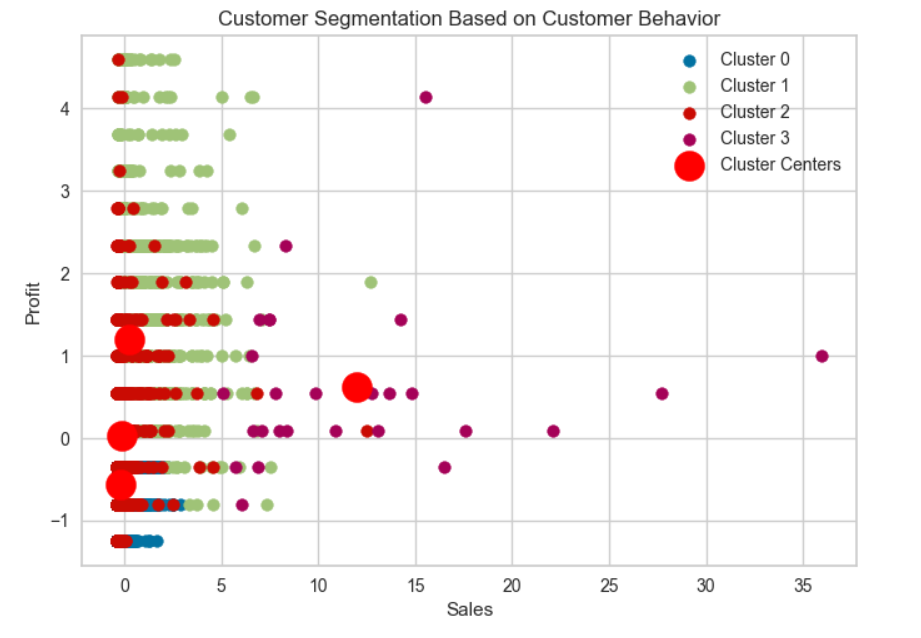 Customer Segmentation Based on Customer Behavior
Cluster 0
Cluster 1
Cluster 2
Cluster 3
Cluster Centers
Profit
4
3
2
1
0
−1
0 5 10 15 20 25 30 35
Sales